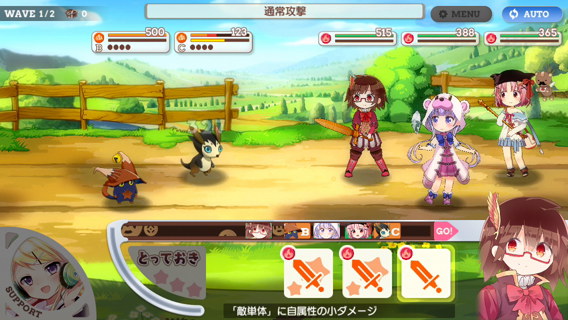 WAVE 1/2
0
通常攻撃
MENU
AUTO
500
B
123
C
515
388
365
B
C
GO!
とっておき
SUPPORT
「敵単体」に自属性の小ダメージ